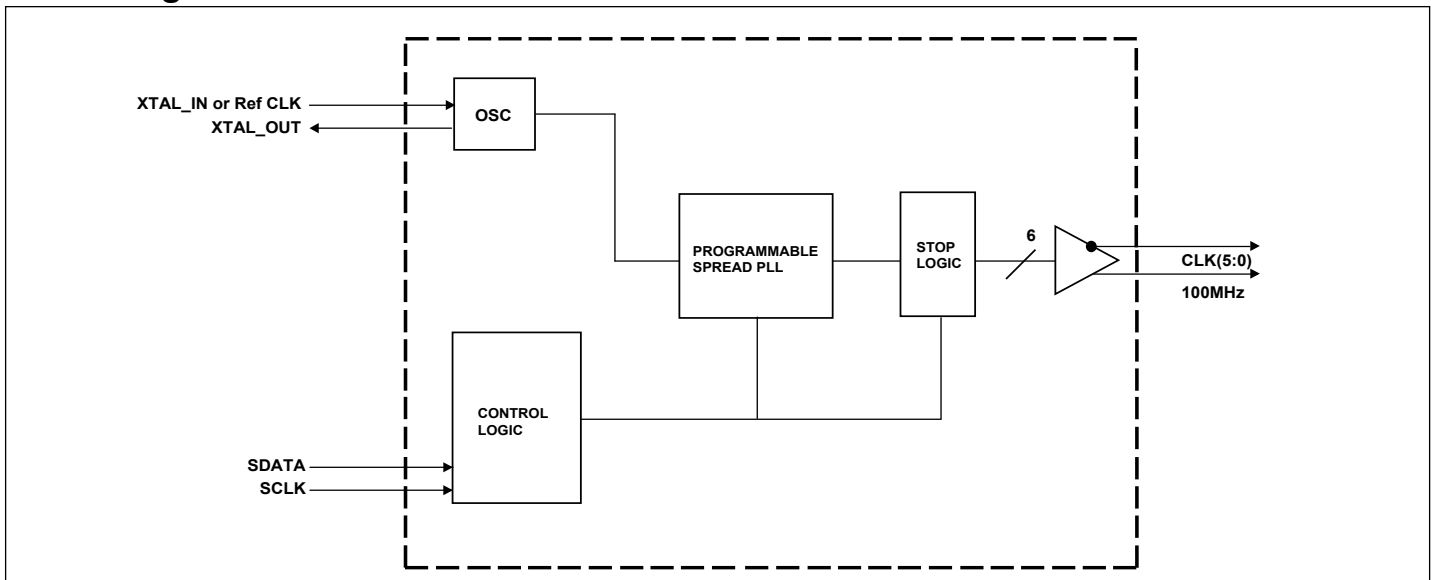 XTAL_IN or Ref CLK
XTAL_OUT
OSC
PROGRAMMABLE
SPREAD PLL
STOP
LOGIC
6
CLK(5:0)
100MHz
CONTROL
LOGIC
SDATA
SCLK